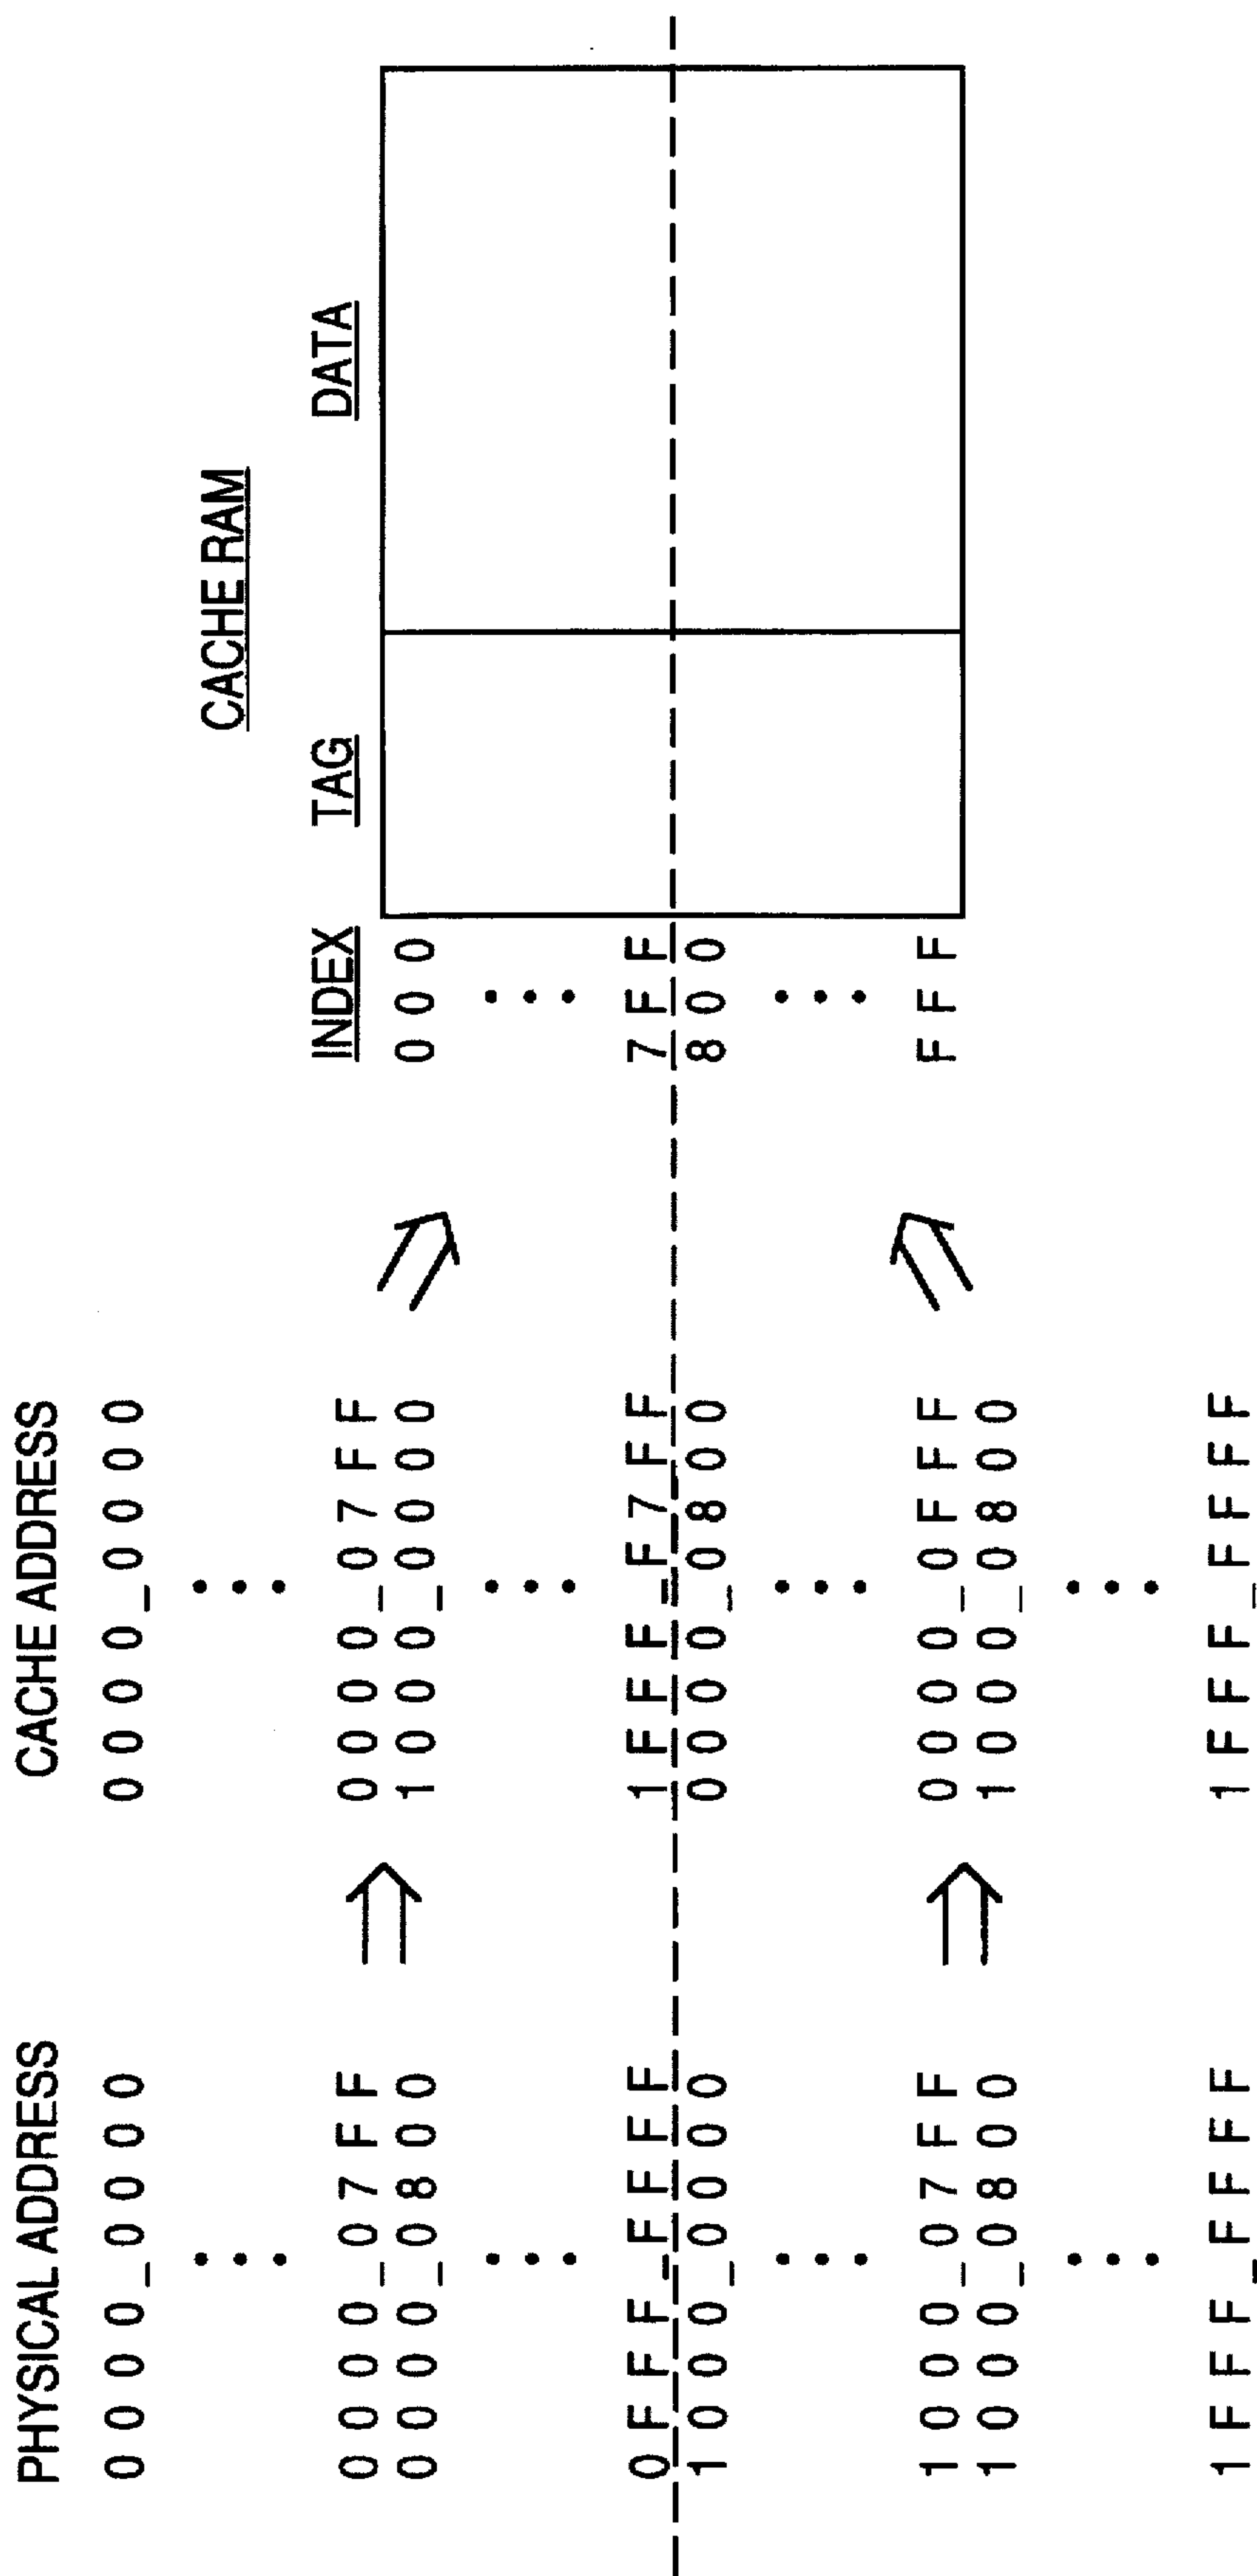 PHYSICAL ADDRESS CACHE ADDRESS
0000_0000 0000_0000
CACHE RAM
INDEX TAG DATA
0000_07FF 0000_07FF
0000_0800 1000_0000 000
0FFF_FFFF 1FFF_F7FF 7FF
1000_0000 0000_0800 800
1000_07FF 0000_0FFF FFF
1000_0800 1000_0800
1FFF_FFFF 1FFF_FFFF